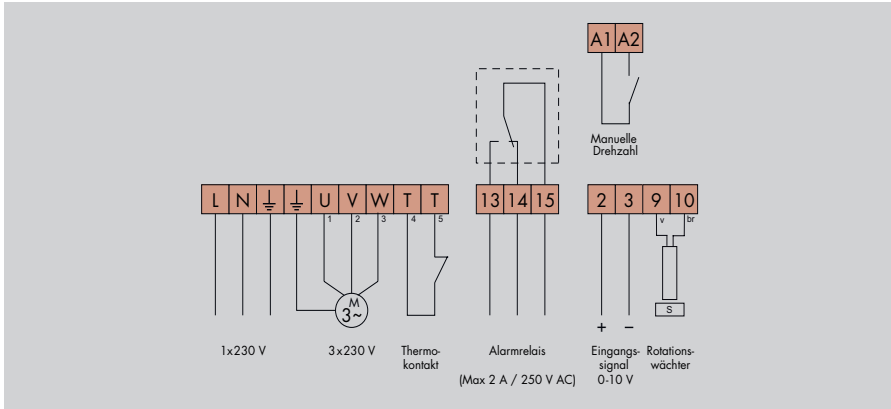 A1 A2
Manuelle
Drehzahl
L N U V W T T
1 2 3 4 5
13 14 15
2 3 9 10
v br
M
3~
S
+ −
1x230 V
3x230 V
Thermo-
kontakt
Alarmrelais
(Max 2 A / 250 V AC)
Eingangs-
signal
0-10 V
Rotations-
wächter